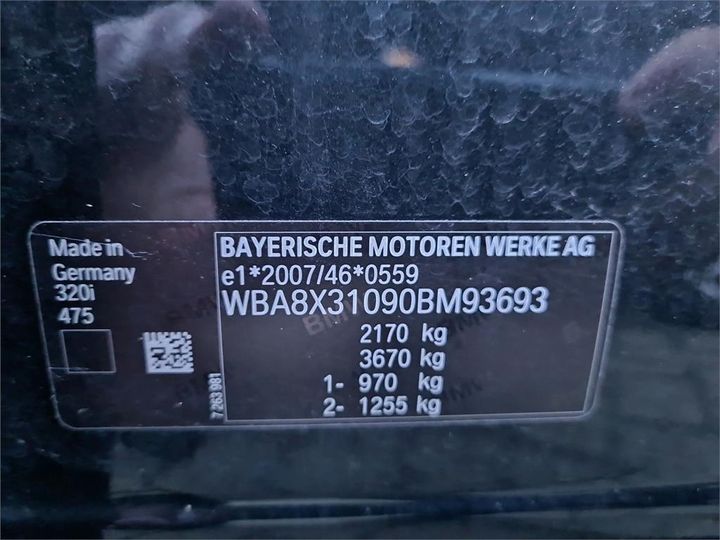 Made in
Germany
320i
475
7 263 981
BAYERISCHE MOTOREN WERKE AG
e1*2007/46*0559
WBA8X31090BM93693
2170 kg
3670 kg
1- 970 kg
2- 1255 kg